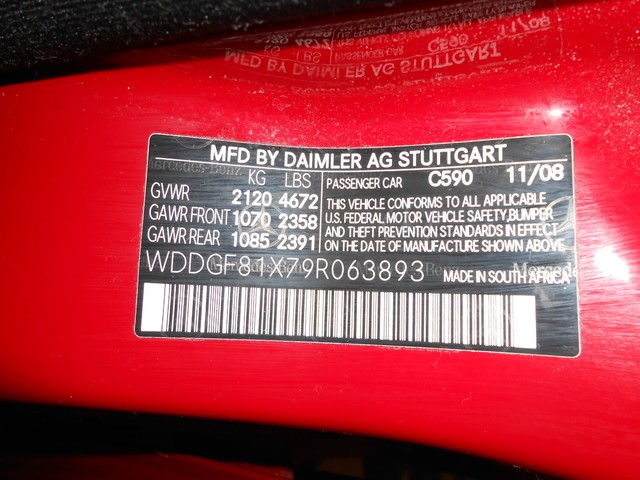 MFD BY DAIMLER AG STUTTGART
KG LBS PASSENGER CAR C590 11/08
GVWR 2120 4672
GAWR FRONT 1070 2358
GAWR REAR 1085 2391
THIS VEHICLE CONFORMS TO ALL APPLICABLE
U.S. FEDERAL MOTOR VEHICLE SAFETY,BUMPER
AND THEFT PREVENTION STANDARDS IN EFFECT
ON THE DATE OF MANUFACTURE SHOWN ABOVE.
WDDGF81X79R063893 MADE IN SOUTH AFRICA